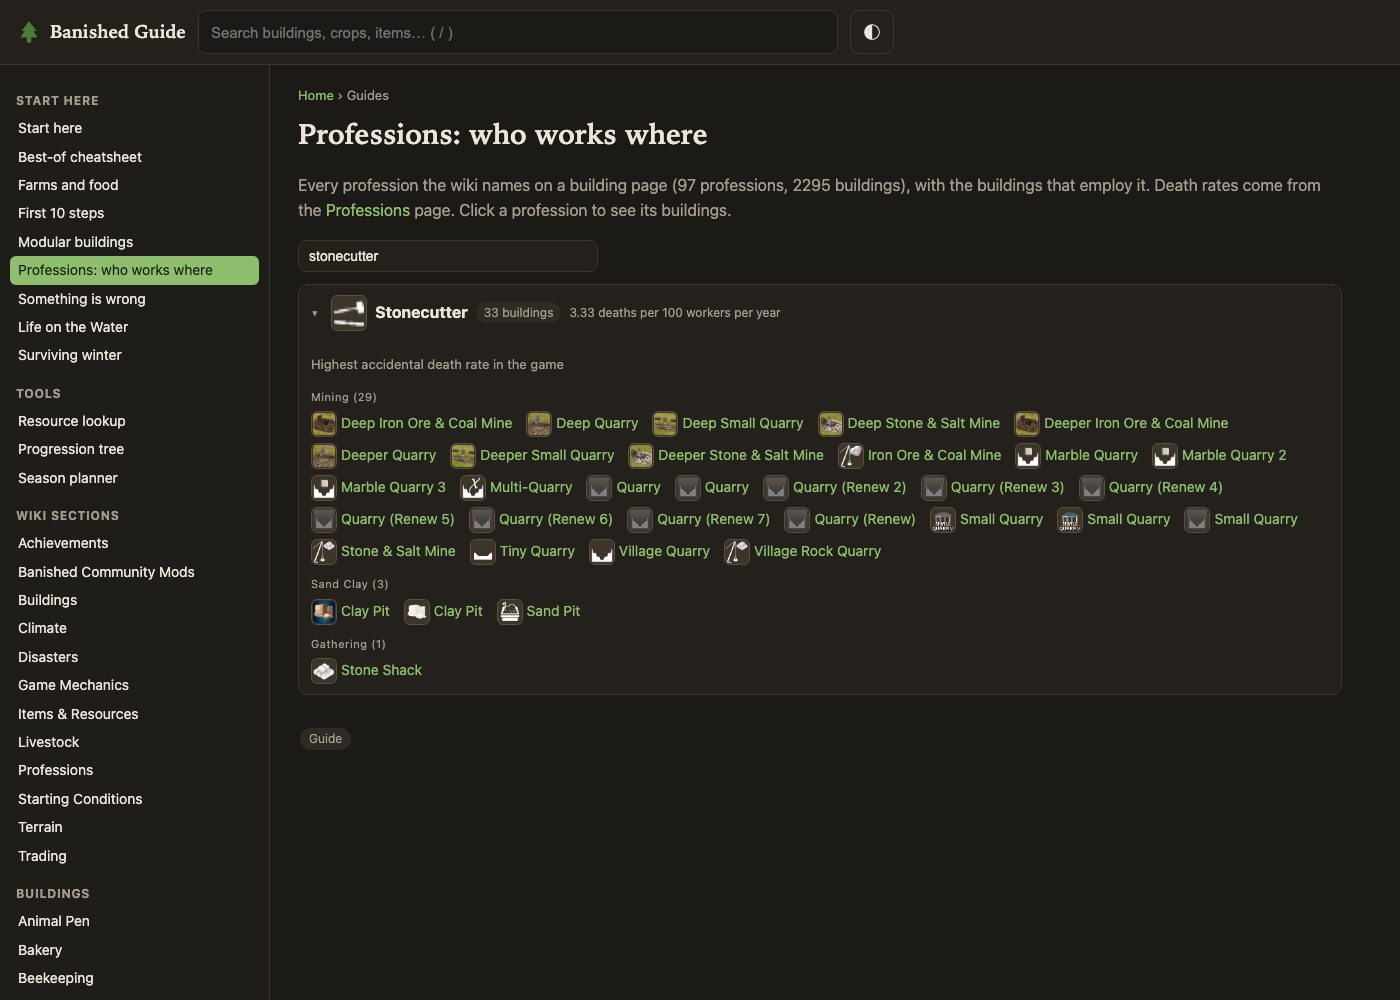 Banished Guide
Search buildings, crops, items… ( / )
START HERE
Start here
Best-of cheatsheet
Farms and food
First 10 steps
Modular buildings
Professions: who works where
Something is wrong
Life on the Water
Surviving winter
TOOLS
Resource lookup
Progression tree
Season planner
WIKI SECTIONS
Achievements
Banished Community Mods
Buildings
Climate
Disasters
Game Mechanics
Items & Resources
Livestock
Professions
Starting Conditions
Terrain
Trading
BUILDINGS
Animal Pen
Bakery
Beekeeping
Home › Guides
Professions: who works where
Every profession the wiki names on a building page (97 professions, 2295 buildings), with the buildings that employ it. Death rates come from
the Professions page. Click a profession to see its buildings.
stonecutter
Stonecutter 33 buildings 3.33 deaths per 100 workers per year
Highest accidental death rate in the game
Mining (29)
Deep Iron Ore & Coal Mine Deep Quarry Deep Small Quarry Deep Stone & Salt Mine Deeper Iron Ore & Coal Mine
Deeper Quarry Deeper Small Quarry Deeper Stone & Salt Mine Iron Ore & Coal Mine Marble Quarry Marble Quarry 2
Marble Quarry 3 Multi-Quarry Quarry Quarry Quarry (Renew 2) Quarry (Renew 3) Quarry (Renew 4)
Quarry (Renew 5) Quarry (Renew 6) Quarry (Renew 7) Quarry (Renew) Small Quarry Small Quarry Small Quarry
Stone & Salt Mine Tiny Quarry Village Quarry Village Rock Quarry
Sand Clay (3)
Clay Pit Clay Pit Sand Pit
Gathering (1)
Stone Shack
Guide